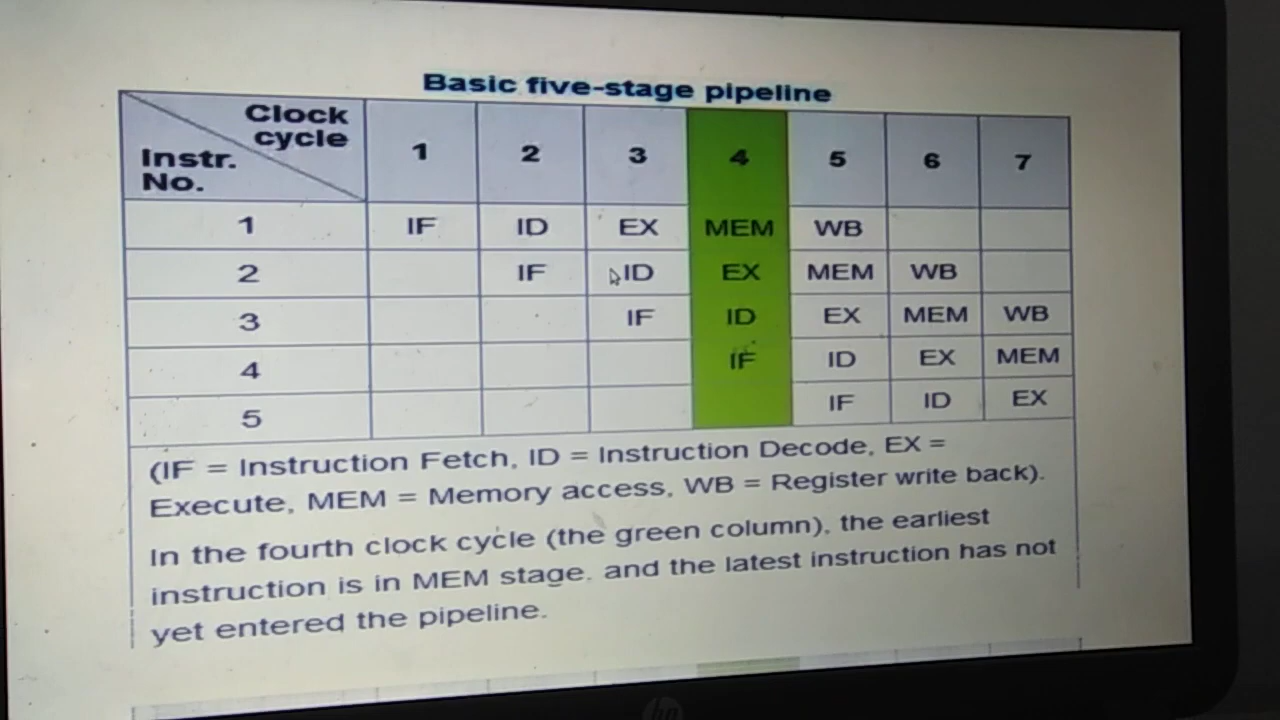 Basic five-stage pipeline
Clock cycle
Instr. No.
1 2 3 4 5 6 7
1 IF ID EX MEM WB
2 IF ID EX MEM WB
3 IF ID EX MEM WB
4 IF ID EX MEM
5 IF ID EX
(IF = Instruction Fetch, ID = Instruction Decode, EX =
Execute, MEM = Memory access, WB = Register write back).
In the fourth clock cycle (the green column), the earliest
instruction is in MEM stage, and the latest instruction has not
yet entered the pipeline.
hp